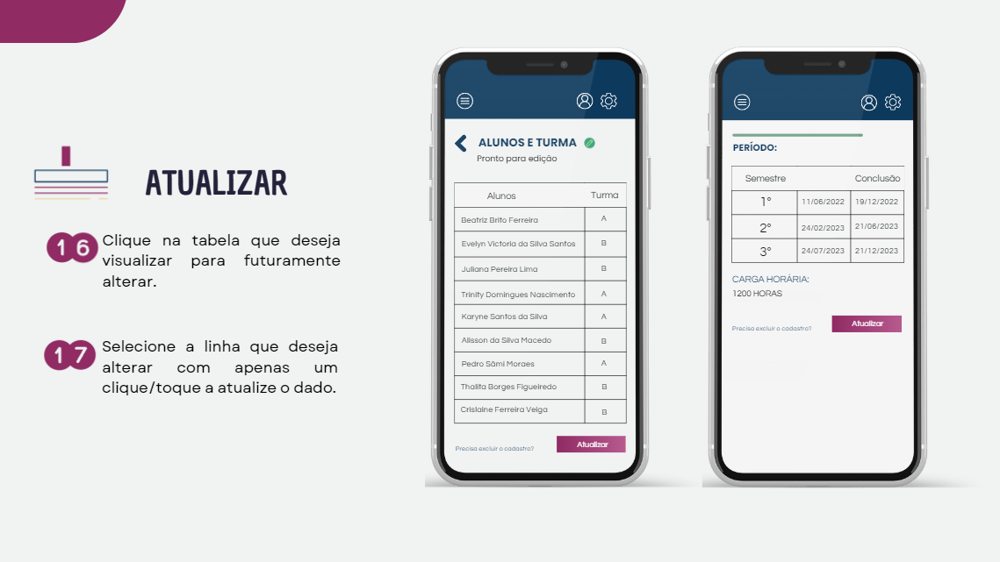 ATUALIZAR
16 Clique na tabela que deseja
visualizar para futuramente
alterar.
17 Selecione a linha que deseja
alterar com apenas um
clique/toque a atualize o dado.
ALUNOS E TURMA
Pronto para edição
Alunos Turma
Beatriz Brito Ferreira A
Evelyn Victoria da Silva Santos B
Juliana Pereira Lima B
Trinity Domingues Nascimento A
Karyne Santos da Silva A
Alisson da Silva Macedo B
Pedro Sâmi Moraes A
Thalita Borges Figueiredo B
Crislaine Ferreira Veiga B
Precisa excluir o cadastro? Atualizar
PERÍODO:
Semestre Conclusão
1° 11/06/2022 19/12/2022
2° 24/02/2023 21/06/2023
3° 24/07/2023 21/12/2023
CARGA HORÁRIA:
1200 HORAS
Precisa excluir o cadastro? Atualizar